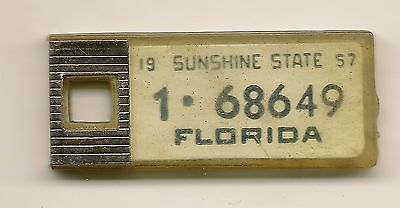 19 SUNSHINE STATE 57
1·68649
FLORIDA